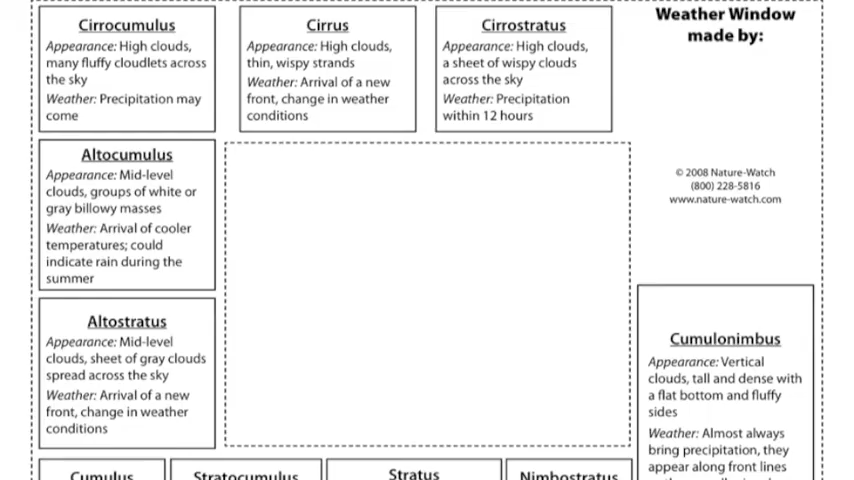 Cirrocumulus
Appearance: High clouds,
many fluffy cloudlets across
the sky
Weather: Precipitation may
come
Cirrus
Appearance: High clouds,
thin, wispy strands
Weather: Arrival of a new
front, change in weather
conditions
Cirrostratus
Appearance: High clouds,
a sheet of wispy clouds
across the sky
Weather: Precipitation
within 12 hours
Weather Window
made by:
© 2008 Nature-Watch
(800) 228-5816
www.nature-watch.com
Altocumulus
Appearance: Mid-level
clouds, groups of white or
gray billowy masses
Weather: Arrival of cooler
temperatures; could
indicate rain during the
summer
Altostratus
Appearance: Mid-level
clouds, sheet of gray clouds
spread across the sky
Weather: Arrival of a new
front, change in weather
conditions
Cumulonimbus
Appearance: Vertical
clouds, tall and dense with
a flat bottom and fluffy
sides
Weather: Almost always
bring precipitation, they
appear along front lines
Cumulus
Stratocumulus
Stratus
Nimbostratus